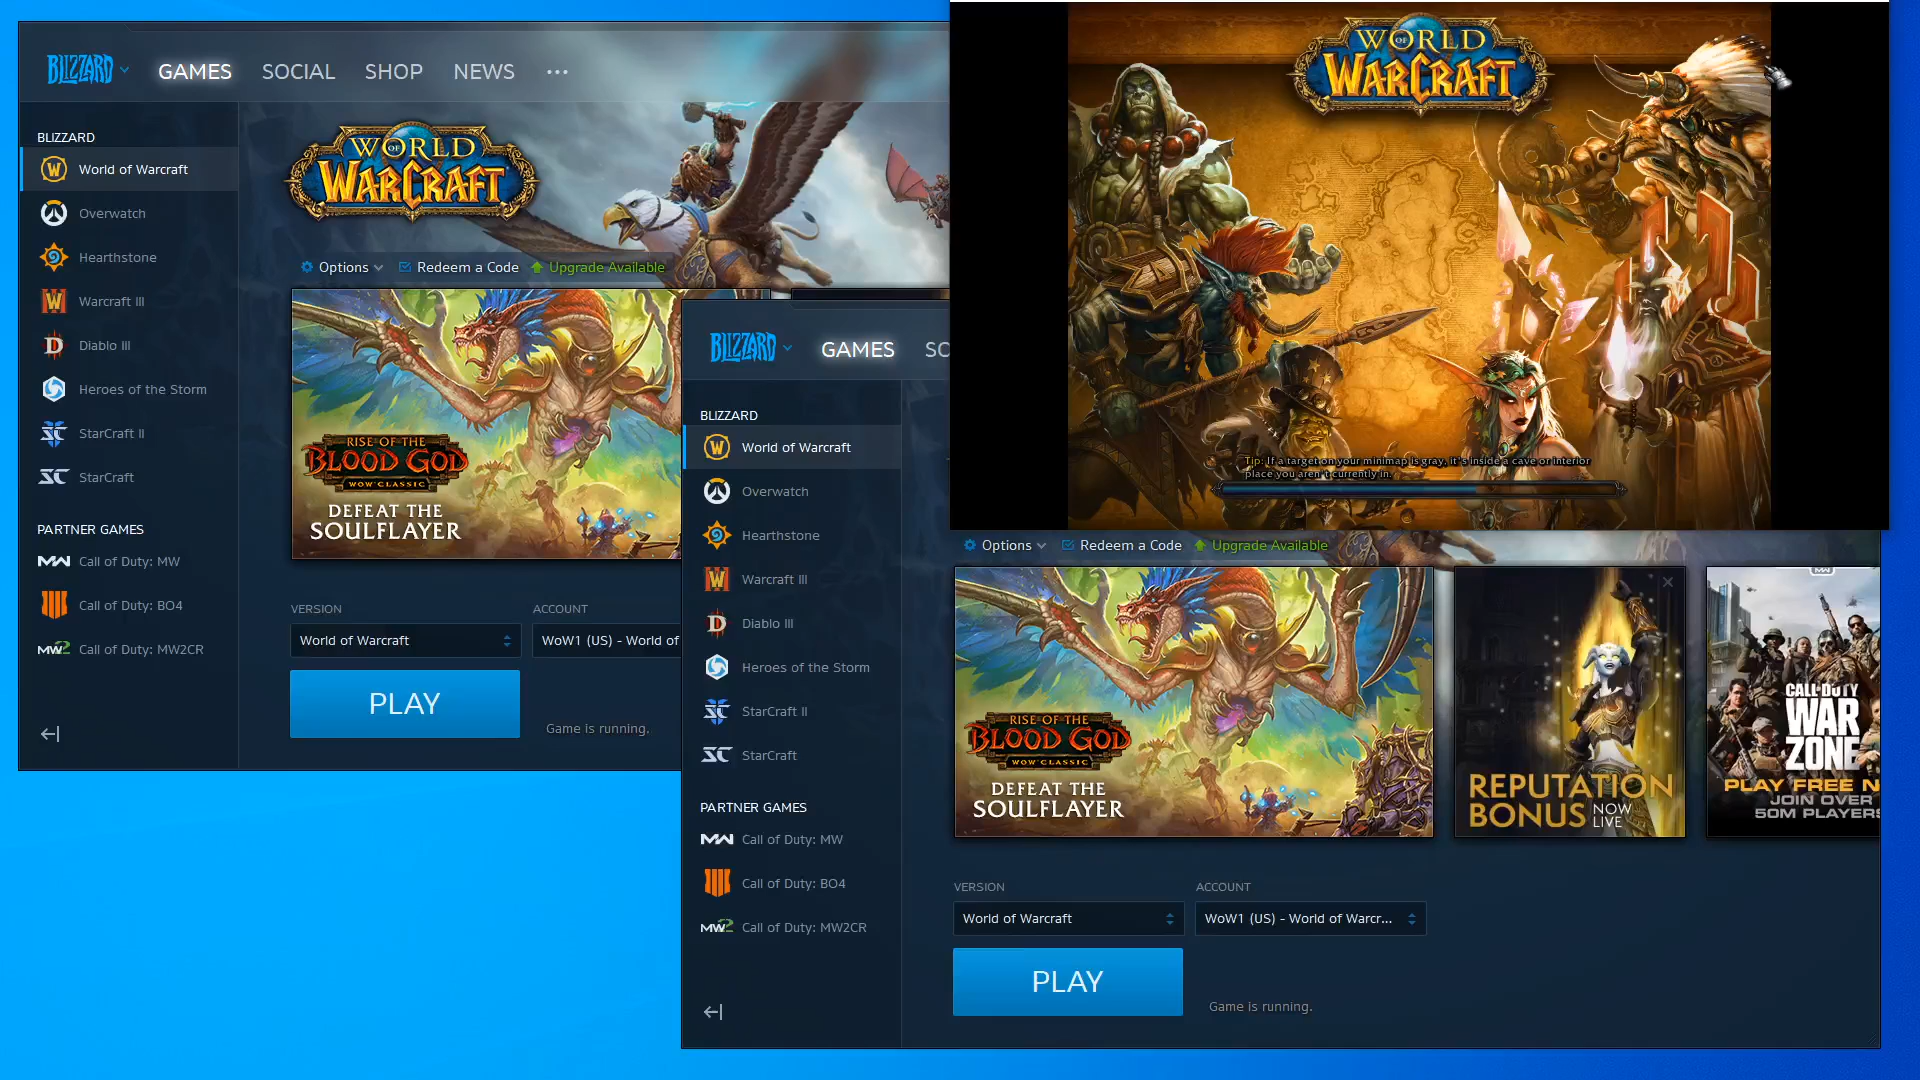 BLIZZARD
GAMES
SOCIAL
SHOP
NEWS
BLIZZARD
World of Warcraft
Overwatch
Hearthstone
Warcraft III
Diablo III
Heroes of the Storm
StarCraft II
StarCraft
PARTNER GAMES
Call of Duty: MW
Call of Duty: BO4
Call of Duty: MW2CR
WORLD
OF
WARCRAFT
Options
Redeem a Code
Upgrade Available
RISE OF THE
BLOOD GOD
WOW CLASSIC
DEFEAT THE
SOULFLAYER
VERSION
World of Warcraft
ACCOUNT
WoW1 (US) - World of
PLAY
Game is running.
WORLD
OF
WARCRAFT
Tip: If a target on your minimap is gray, it's inside a cave or interior
place you aren't currently in.
BLIZZARD
GAMES
SO
BLIZZARD
World of Warcraft
Overwatch
Hearthstone
Warcraft III
Diablo III
Heroes of the Storm
StarCraft II
StarCraft
PARTNER GAMES
Call of Duty: MW
Call of Duty: BO4
Call of Duty: MW2CR
Options
Redeem a Code
Upgrade Available
RISE OF THE
BLOOD GOD
WOW CLASSIC
DEFEAT THE
SOULFLAYER
REPUTATION
BONUS NOW
LIVE
CALL OF DUTY
WAR
ZONE
PLAY FREE N
JOIN OVER
50M PLAYERS
VERSION
World of Warcraft
ACCOUNT
WoW1 (US) - World of Warcr...
PLAY
Game is running.